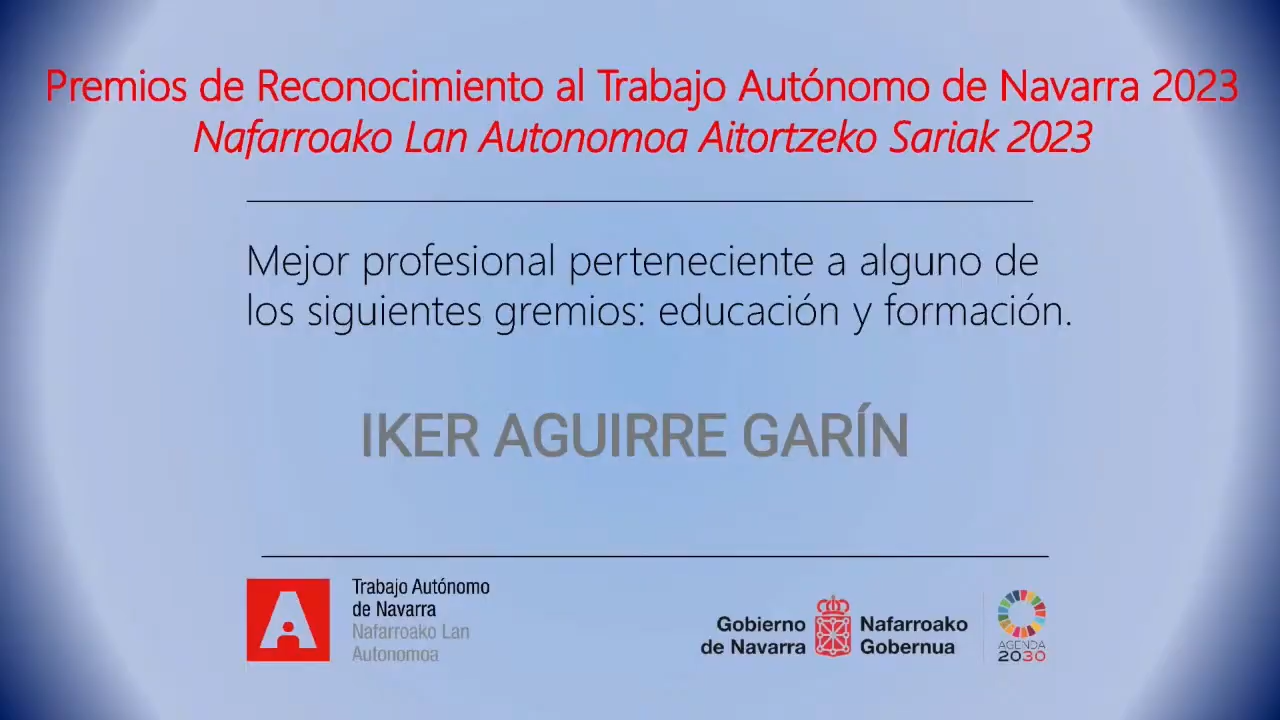 Premios de Reconocimiento al Trabajo Autónomo de Navarra 2023
Nafarroako Lan Autonomoa Aitortzeko Sariak 2023
Mejor profesional perteneciente a alguno de
los siguientes gremios: educación y formación.
IKER AGUIRRE GARÍN
Trabajo Autónomo
de Navarra
Nafarroako Lan
Autonomoa
Gobierno
de Navarra
Nafarroako
Gobernua
AGENDA
2030